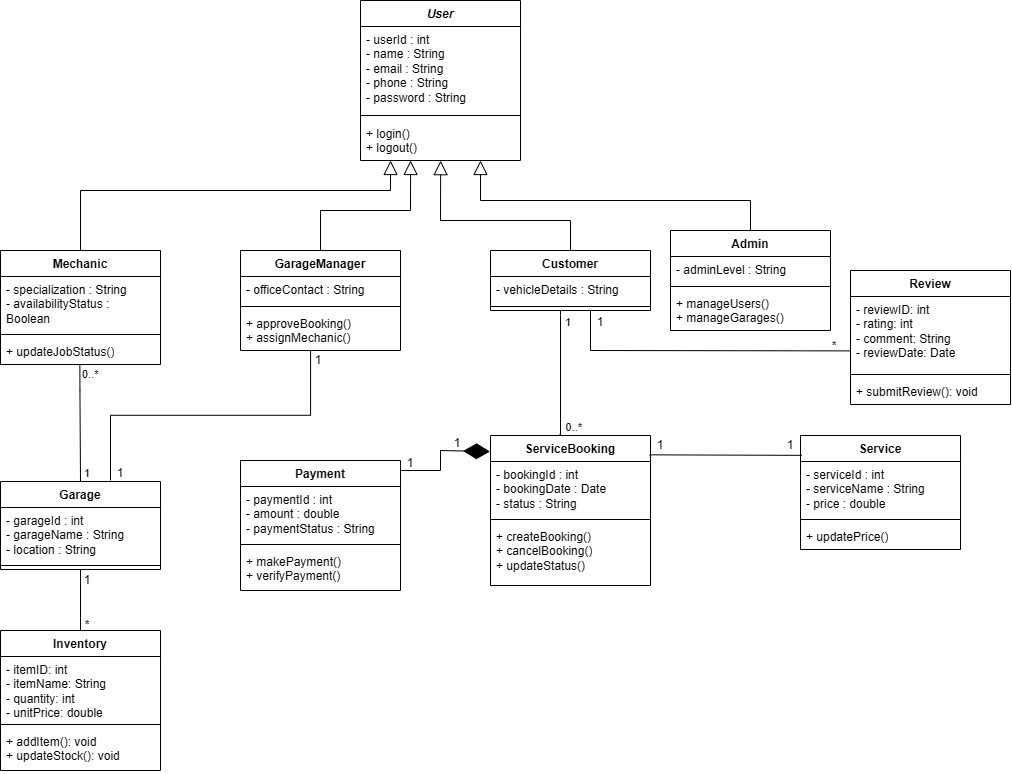 User
- userId : int
- name : String
- email : String
- phone : String
- password : String
+ login()
+ logout()
Mechanic
- specialization : String
- availabilityStatus :
Boolean
+ updateJobStatus()
0..*
GarageManager
- officeContact : String
+ approveBooking()
+ assignMechanic()
1
Customer
- vehicleDetails : String
1
1
Admin
- adminLevel : String
+ manageUsers()
+ manageGarages()
Review
- reviewID: int
- rating: int
- comment: String
- reviewDate: Date
+ submitReview(): void
*
0..*
1
1
Garage
- garageId : int
- garageName : String
- location : String
1
Payment
- paymentId : int
- amount : double
- paymentStatus : String
+ makePayment()
+ verifyPayment()
1
1
ServiceBooking
- bookingId : int
- bookingDate : Date
- status : String
+ createBooking()
+ cancelBooking()
+ updateStatus()
1
1
Service
- serviceId : int
- serviceName : String
- price : double
+ updatePrice()
*
Inventory
- itemID: int
- itemName: String
- quantity: int
- unitPrice: double
+ addItem(): void
+ updateStock(): void